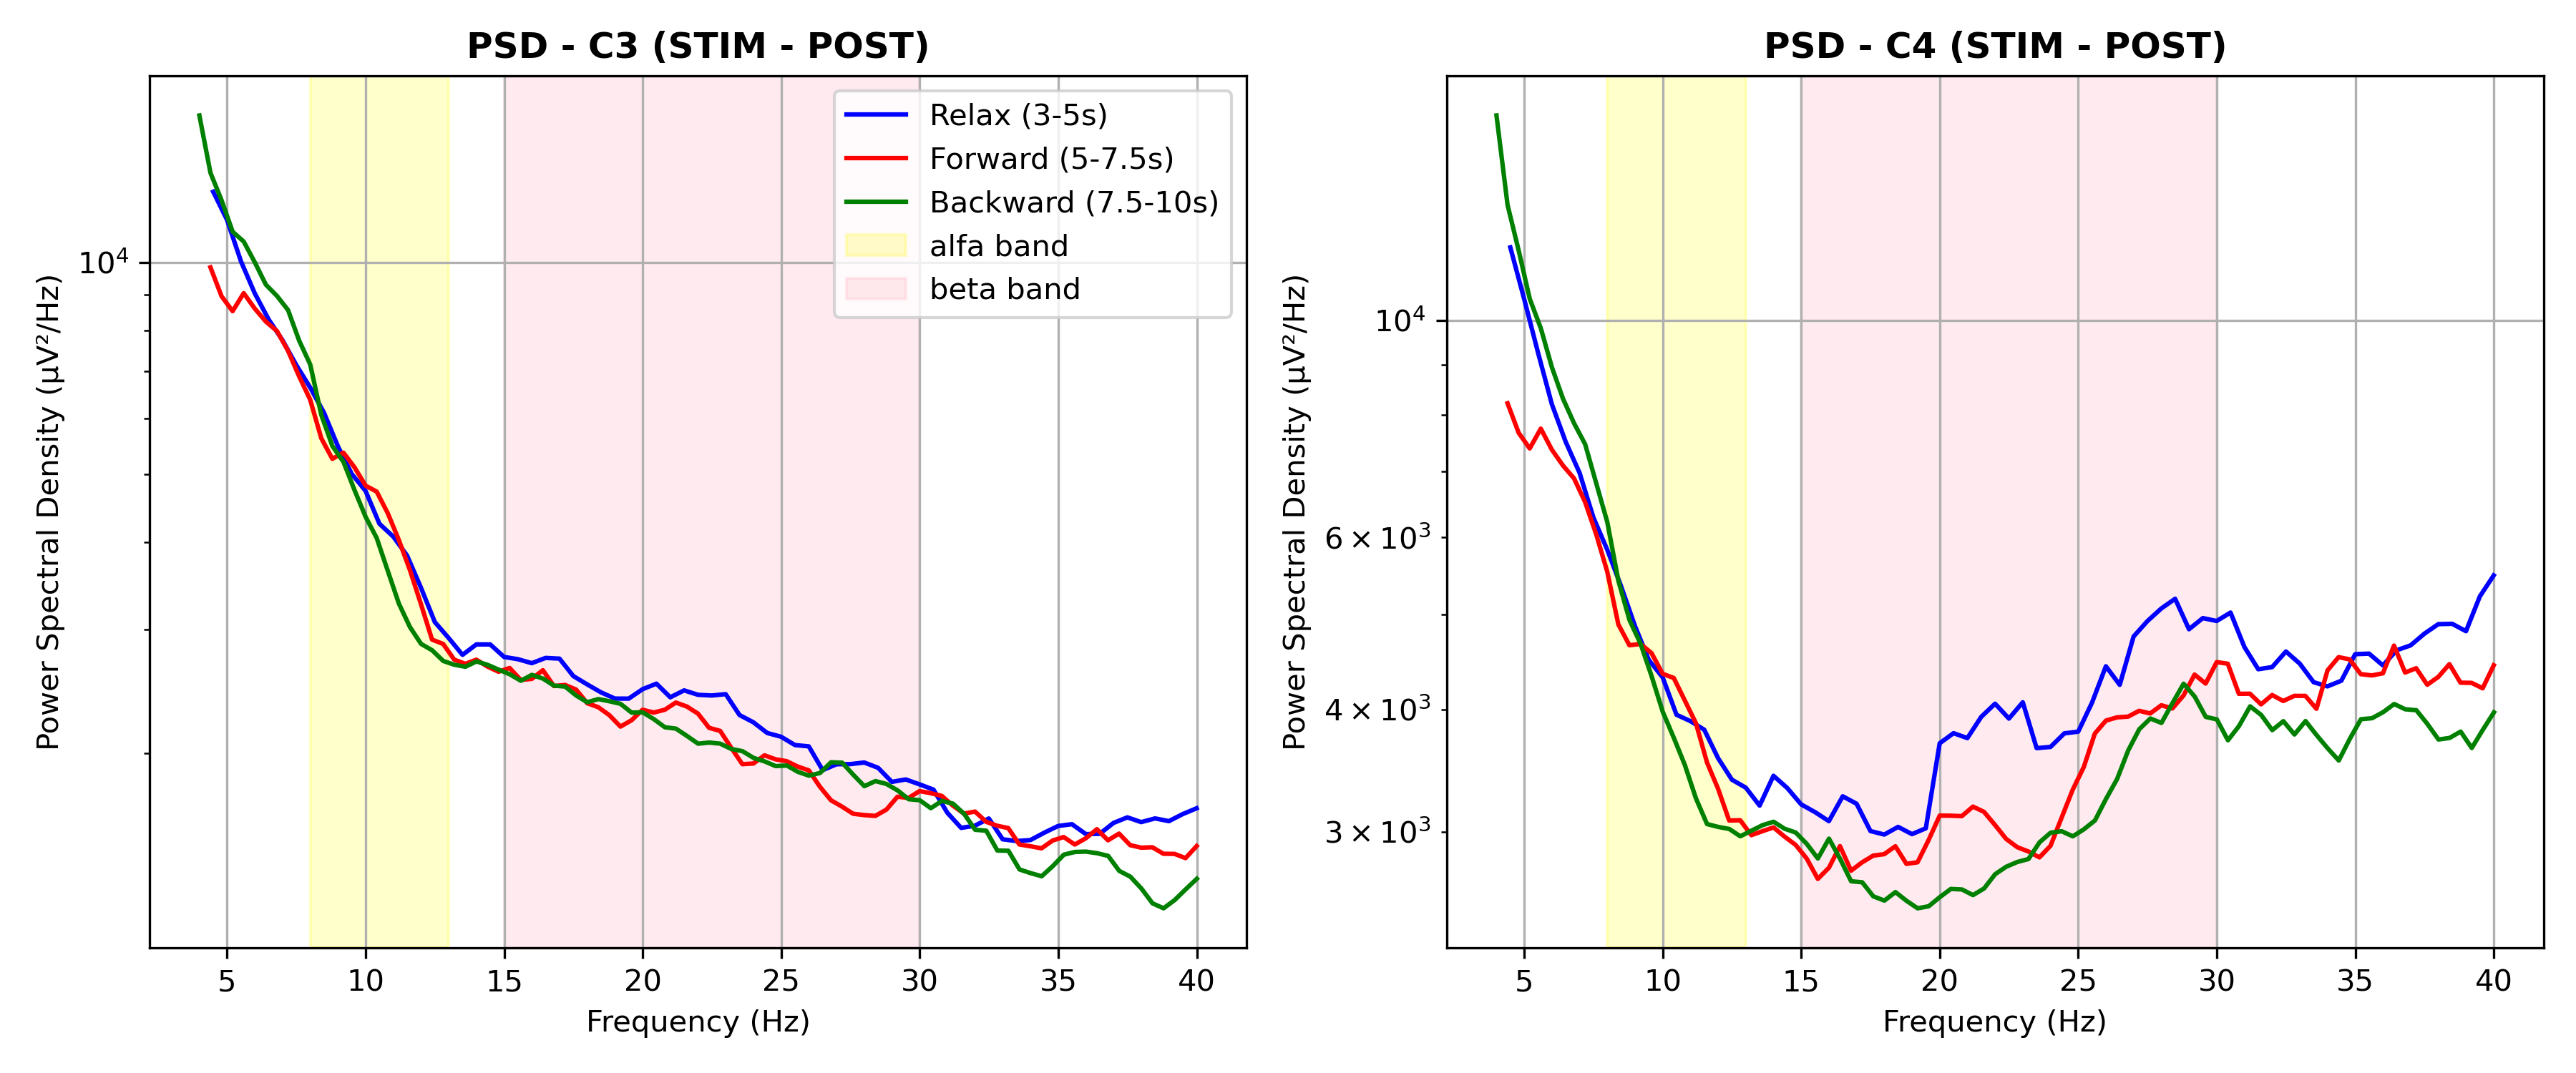 PSD - C3 (STIM - POST)
Power Spectral Density (µV²/Hz)
10⁴
Relax (3-5s)
Forward (5-7.5s)
Backward (7.5-10s)
alfa band
beta band
5 10 15 20 25 30 35 40
Frequency (Hz)
PSD - C4 (STIM - POST)
Power Spectral Density (µV²/Hz)
10⁴
6 × 10³
4 × 10³
3 × 10³
5 10 15 20 25 30 35 40
Frequency (Hz)